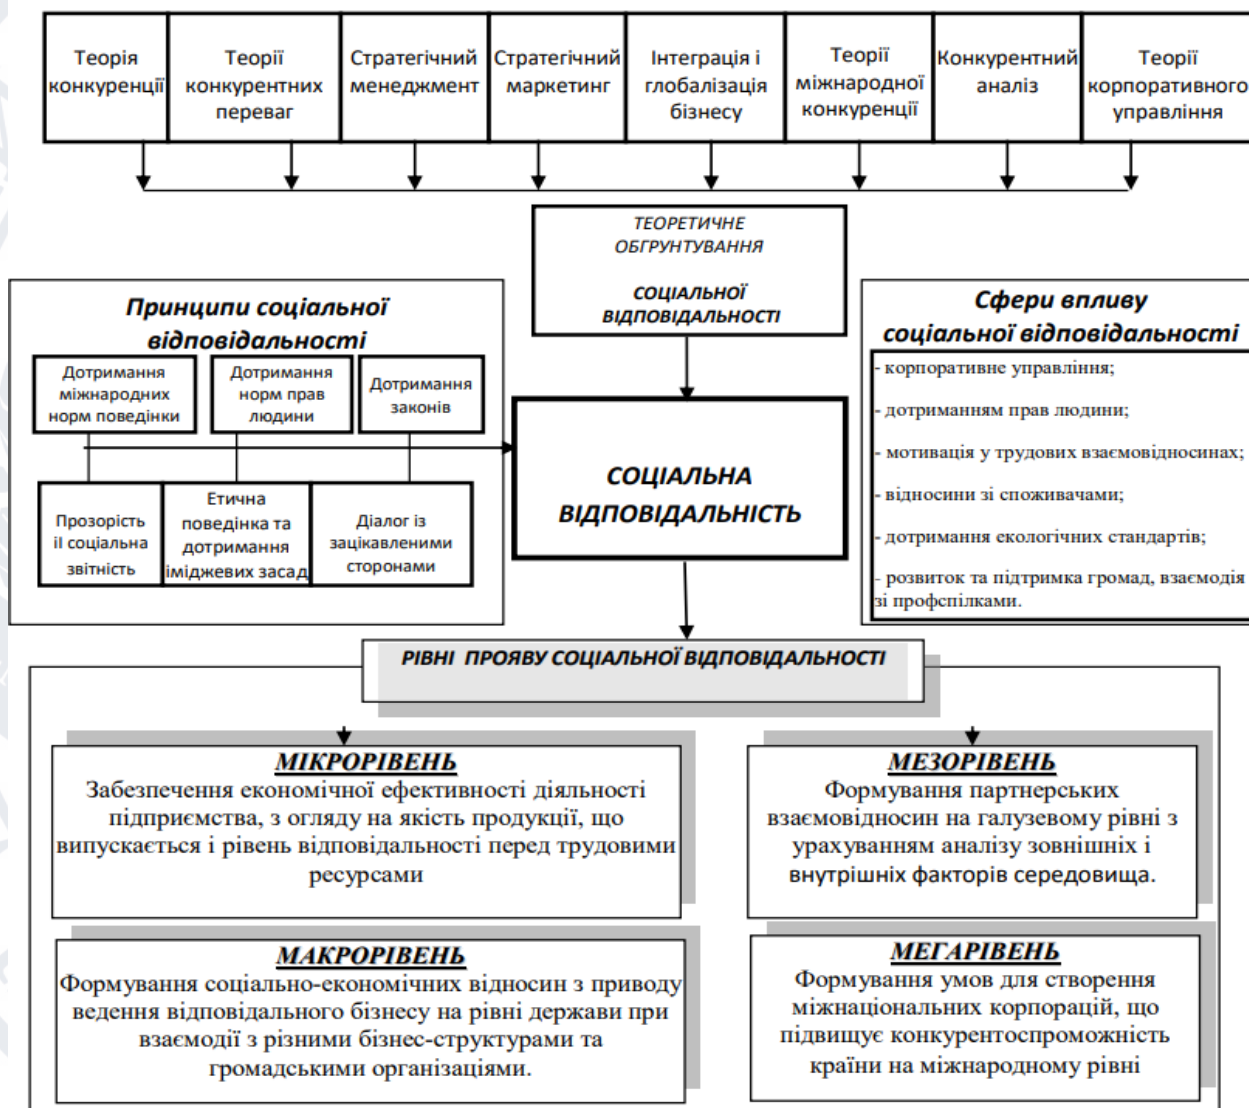 Теорія
конкуренції
Теорії
конкурентних
переваг
Стратегічний
менеджмент
Стратегічний
маркетинг
Інтеграція і
глобалізація
бізнесу
Теорії
міжнародної
конкуренції
Конкурентний
аналіз
Теорії
корпоративного
управління
ТЕОРЕТИЧНЕ
ОБГРУНТУВАННЯ
СОЦІАЛЬНОЇ
ВІДПОВІДАЛЬНОСТІ
Принципи соціальної
відповідальності
Дотримання
міжнародних
норм поведінки
Дотримання
норм прав
людини
Дотримання
законів
Прозорість
іІ соціальна
звітність
Етична
поведінка та
дотримання
іміджевих засад
Діалог із
зацікавленими
сторонами
СОЦІАЛЬНА
ВІДПОВІДАЛЬНІСТЬ
Сфери впливу
соціальної відповідальності
- корпоративне управління;
- дотриманням прав людини;
- мотивація у трудових взаємовідносинах;
- відносини зі споживачами;
- дотримання екологічних стандартів;
- розвиток та підтримка громад, взаємодія
зі профспілками.
РІВНІ ПРОЯВУ СОЦІАЛЬНОЇ ВІДПОВІДАЛЬНОСТІ
МІКРОРІВЕНЬ
Забезпечення економічної ефективності діяльності
підприємства, з огляду на якість продукції, що
випускається і рівень відповідальності перед трудовими
ресурсами
МЕЗОРІВЕНЬ
Формування партнерських
взаємовідносин на галузевому рівні з
урахуванням аналізу зовнішніх і
внутрішніх факторів середовища.
МАКРОРІВЕНЬ
Формування соціально-економічних відносин з приводу
ведення відповідального бізнесу на рівні держави при
взаємодії з різними бізнес-структурами та
громадськими організаціями.
МЕГАРІВЕНЬ
Формування умов для створення
міжнаціональних корпорацій, що
підвищує конкурентоспроможність
країни на міжнародному рівні